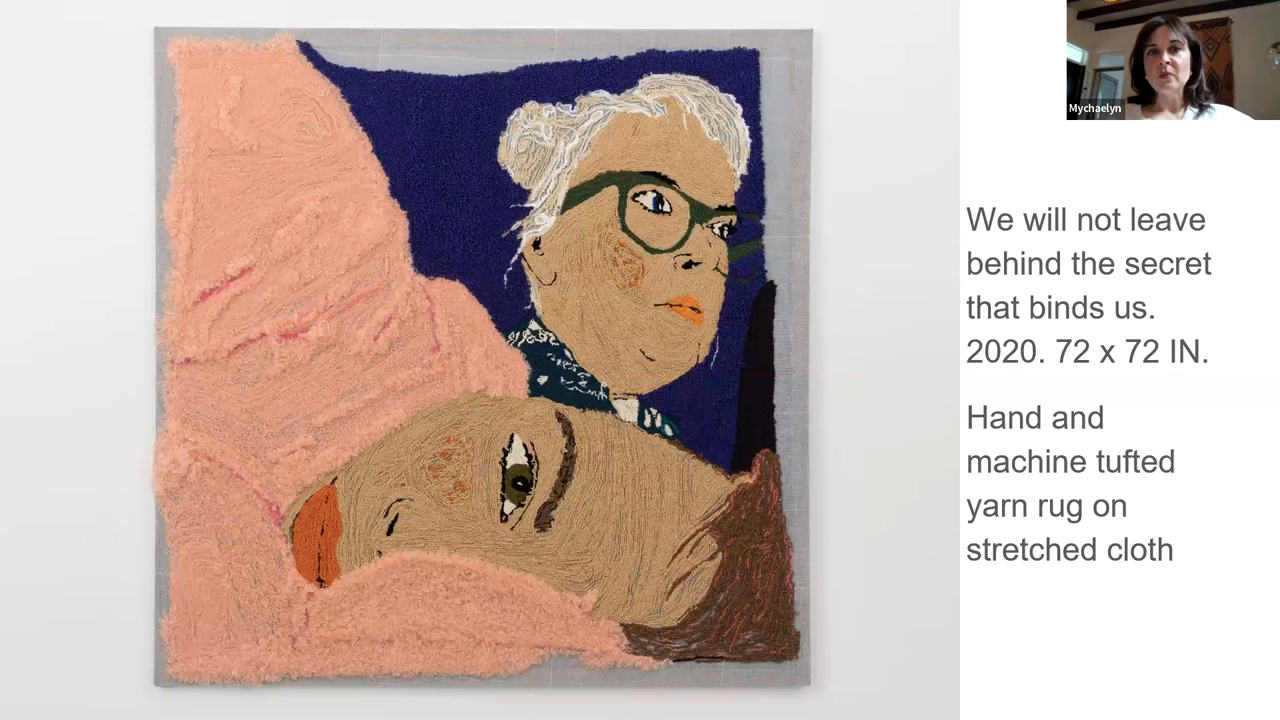 Mychaelyn
We will not leave
behind the secret
that binds us.
2020. 72 x 72 IN.
Hand and
machine tufted
yarn rug on
stretched cloth